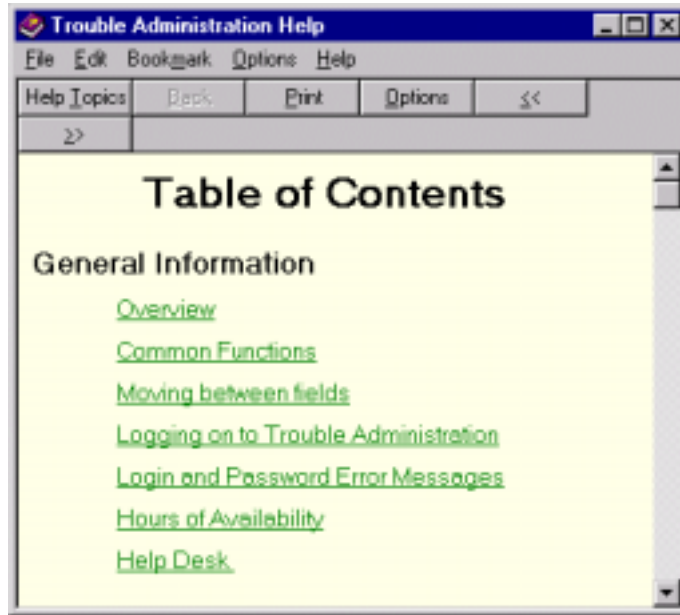 Trouble Administration Help
File Edit Bookmark Options Help
Help Topics Back Print Options <<
>>
Table of Contents
General Information
Overview
Common Functions
Moving between fields
Logging on to Trouble Administration
Login and Password Error Messages
Hours of Availability
Help Desk